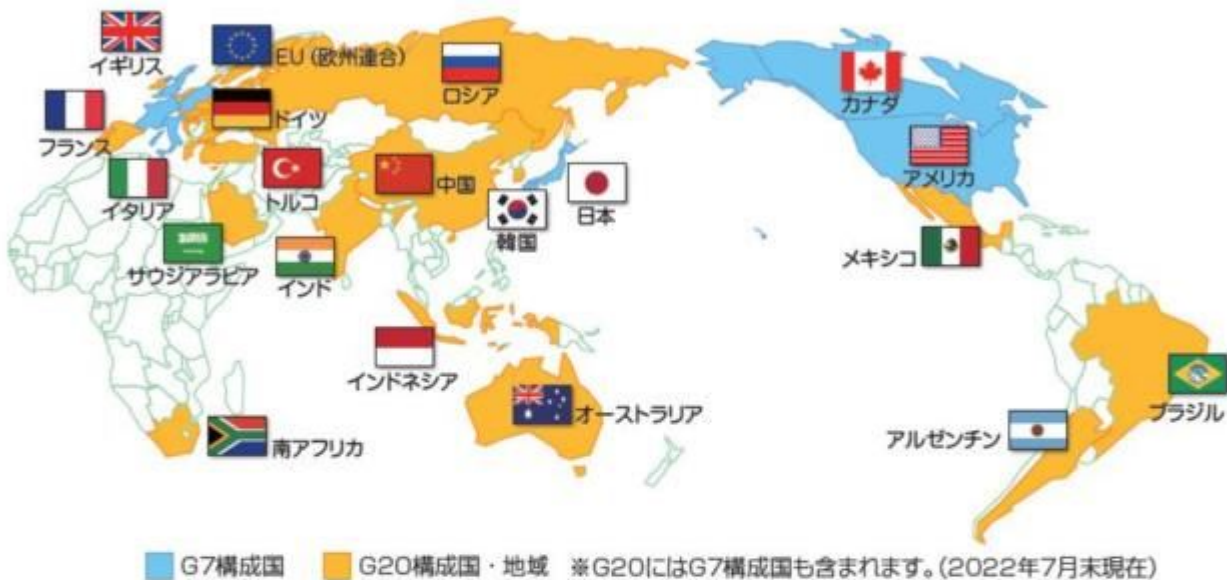 イギリス
EU(欧州連合)
ロシア
カナダ
フランス
ドイツ
アメリカ
イタリア
トルコ
中国
日本
韓国
サウジアラビア
インド
メキシコ
インドネシア
オーストラリア
ブラジル
南アフリカ
アルゼンチン
G7構成国 G20構成国・地域 ※G20にはG7構成国も含まれます。(2022年7月末現在)